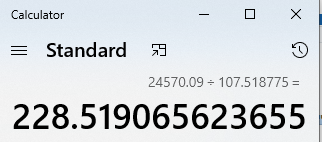 Calculator
Standard
24570.09 ÷ 107.518775 =
228.519065623655